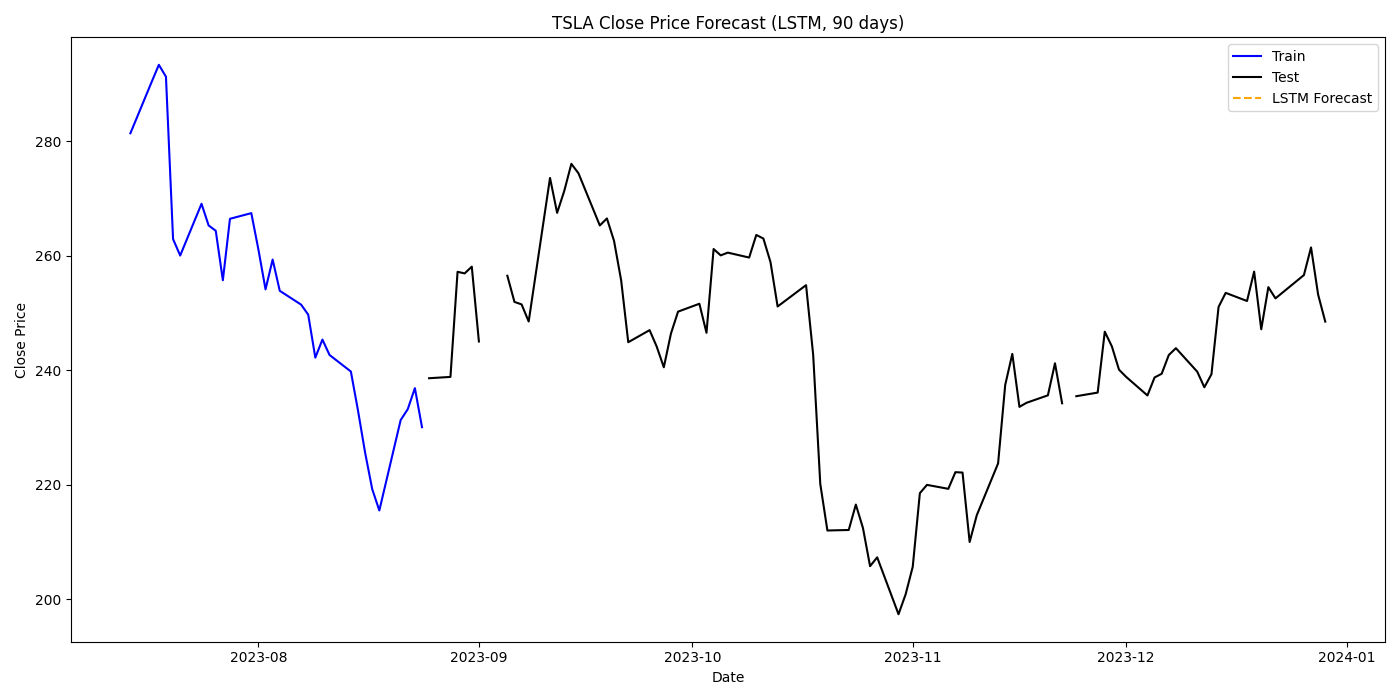 TSLA Close Price Forecast (LSTM, 90 days)
Train
Test
LSTM Forecast
Close Price
280
260
240
220
200
2023-08
2023-09
2023-10
2023-11
2023-12
2024-01
Date